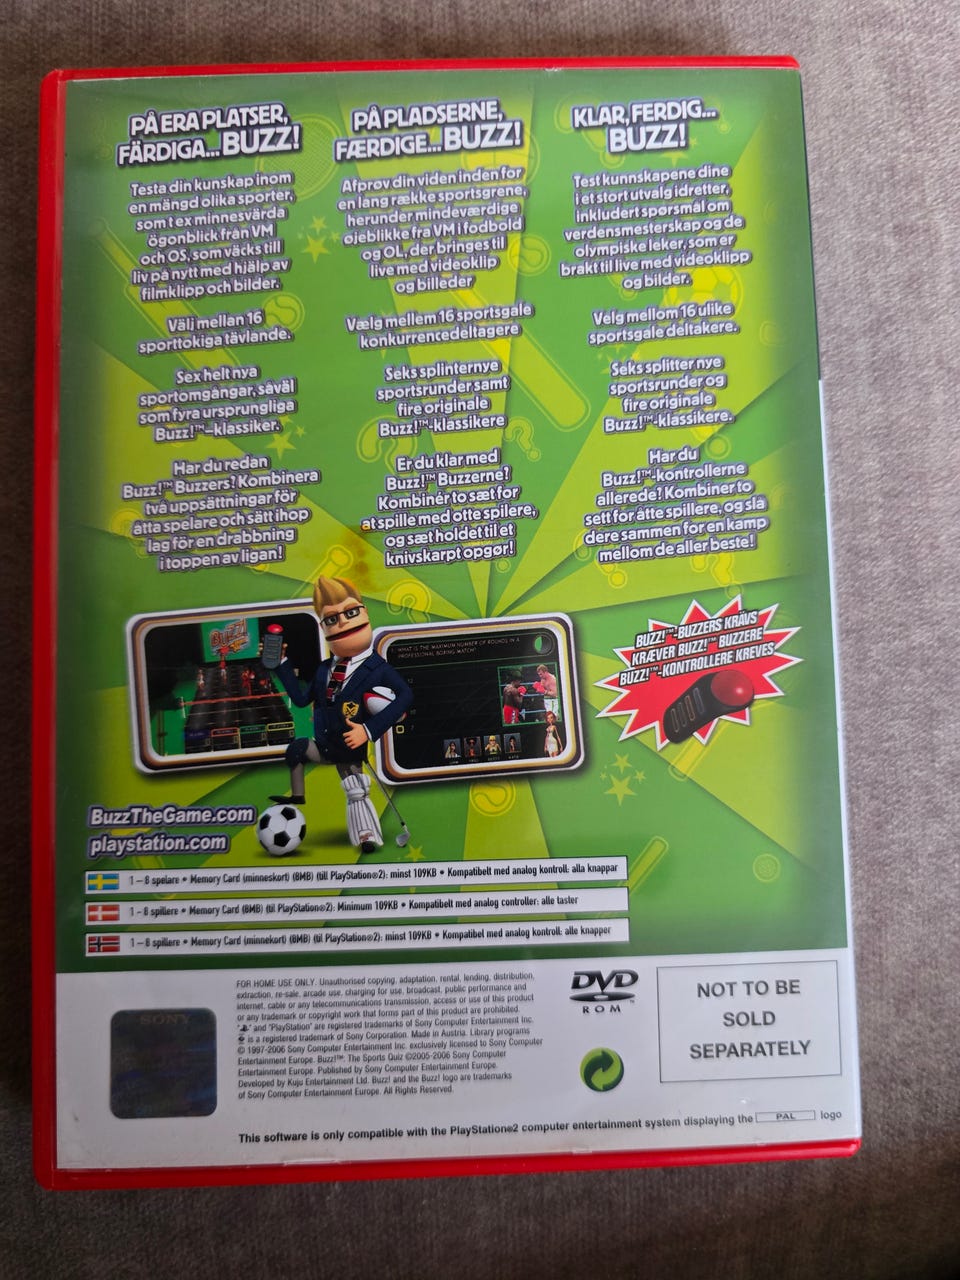 PÅ ERA PLATSER,
FÄRDIGA... BUZZ!
Testa din kunskap inom
en mängd olika sporter,
som t ex minnesvärda
ögonblick från VM
och OS, som väcks till
liv på nytt med hjälp av
filmklipp och bilder.
Välj mellan 16
sporttokiga tävlande.
Sex helt nya
sportomgångar, såväl
som fyra ursprungliga
Buzz!™-klassiker.
Har du redan
Buzz!™ Buzzers? Kombinera
två uppsättningar för
åtta spelare och sätt ihop
lag för en drabbning
i toppen av ligan!
PÅ PLADSERNE,
FÆRDIGE... BUZZ!
Afprøv din viden inden for
en lang række sportsgrene,
herunder mindeværdige
øjeblikke fra VM i fodbold
og OL, der bringes til
live med videoklip
og billeder
Vælg mellem 16 sportsgale
konkurrencedeltagere
Seks splinternye
sportsrunder samt
fire originale
Buzz!™-klassikere
Er du klar med
Buzz!™ Buzzerne?
Kombinér to sæt for
at spille med otte spilere,
og sæt holdet til et
knivskarpt opgør!
KLAR, FERDIG...
BUZZ!
Test kunnskapene dine
i et stort utvalg idretter,
inkludert spørsmål om
verdensmesterskap og de
olympiske leker, som er
brakt til live med videoklipp
og bilder.
Velg mellom 16 ulike
sportsgale deltakere.
Seks splitter nye
sportsrunder og
fire originale
Buzz!™-klassikere.
Har du
Buzz!™-kontrollerne
allerede? Kombiner to
sett for åtte spillere, og sla
dere sammen for en kamp
mellom de aller beste!
BUZZ!
WHAT IS THE MAXIMUM NUMBER OF ROUNDS IN A
PROFESSIONAL BOXING MATCH?
12
BUZZ!™-BUZZERS KRÄVS
KRÆVER BUZZ!™ BUZZERE
BUZZ!™-KONTROLLERE KREVES
BuzzTheGame.com
playstation.com
1 – 8 spelare • Memory Card (minneskort) (8MB) (till PlayStation®2): minst 109KB • Kompatibelt med analog kontroll: alla knappar
1 – 8 spillere • Memory Card (8MB) (til PlayStation®2): Minimum 109KB • Kompatibelt med analog controller: alle taster
1 – 8 spillere • Memory Card (minnekort) (8MB) (til PlayStation®2): minst 109KB • Kompatibel med analog kontroll: alle knapper
SONY
FOR HOME USE ONLY. Unauthorised copying, adaptation, rental, lending, distribution,
extraction, re-sale, arcade use, charging for use, broadcast, public performance and
internet, cable or any telecommunications transmission, access or use of this product
or any trademark or copyright work that forms part of this product are prohibited.
" " and "PlayStation" are registered trademarks of Sony Computer Entertainment Inc.
is a registered trademark of Sony Corporation. Made in Austria. Library programs
© 1997-2006 Sony Computer Entertainment Inc. exclusively licensed to Sony Computer
Entertainment Europe. Buzz!™: The Sports Quiz ©2005-2006 Sony Computer
Entertainment Europe. Published by Sony Computer Entertainment Europe.
Developed by Kuju Entertainment Ltd. Buzz! and the Buzz! logo are trademarks
of Sony Computer Entertainment Europe. All Rights Reserved.
DVD
ROM
NOT TO BE
SOLD
SEPARATELY
This software is only compatible with the PlayStation®2 computer entertainment system displaying the PAL logo